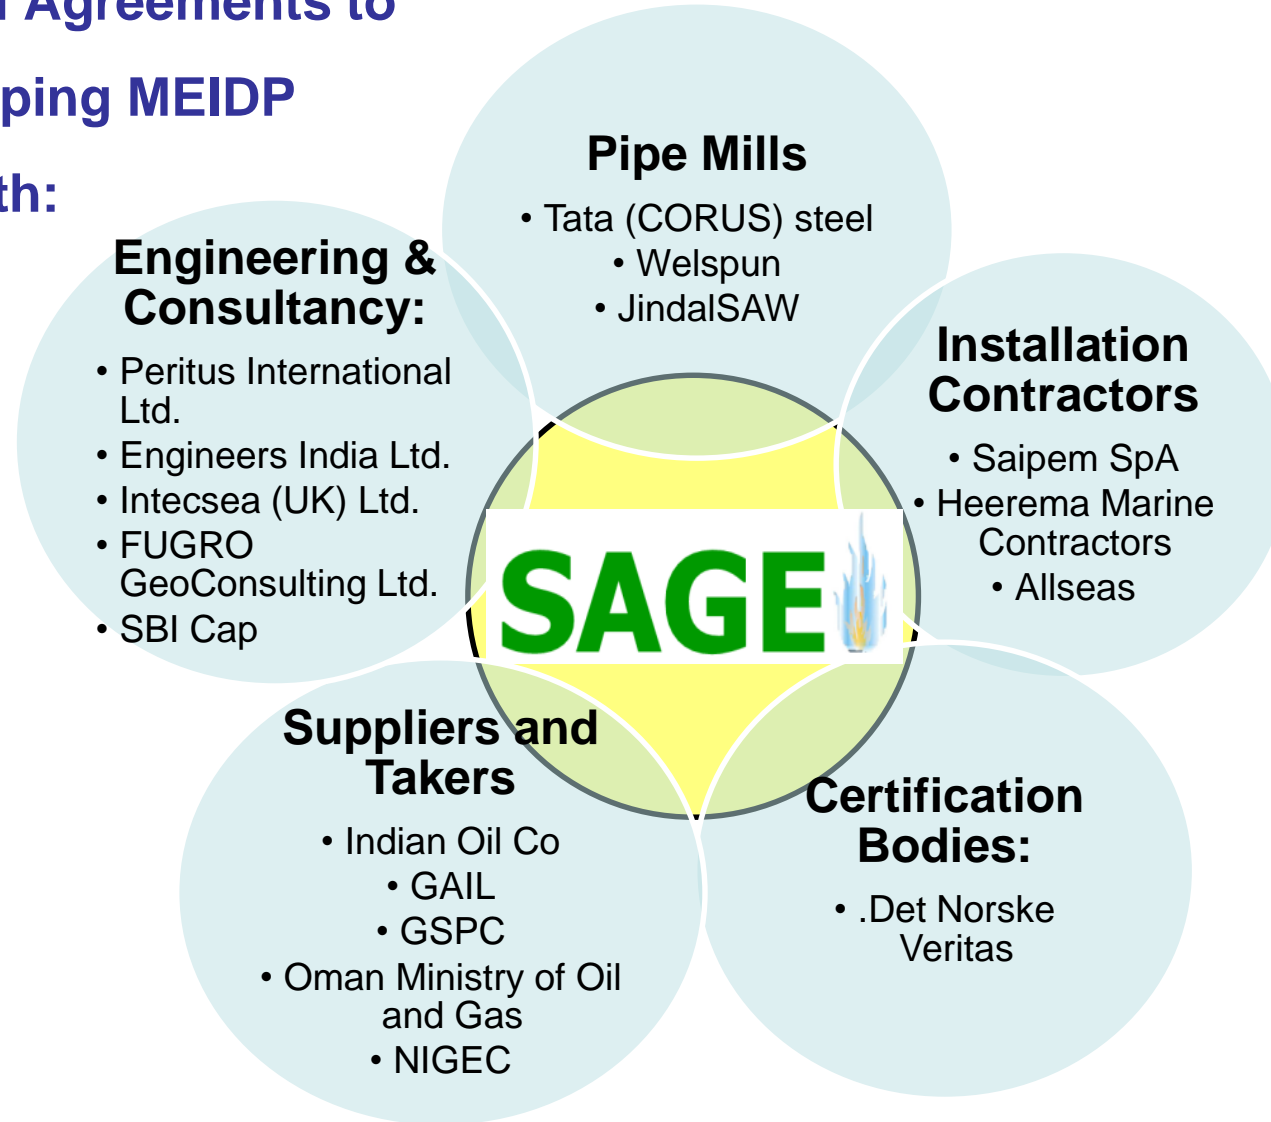 Agreements to
ping MEIDP
th:
Pipe Mills
• Tata (CORUS) steel
• Welspun
• JindalSAW
Engineering &
Consultancy:
• Peritus International
Ltd.
• Engineers India Ltd.
• Intecsea (UK) Ltd.
• FUGRO
GeoConsulting Ltd.
• SBI Cap
Installation
Contractors
• Saipem SpA
• Heerema Marine
Contractors
• Allseas
SAGE
Suppliers and
Takers
• Indian Oil Co
• GAIL
• GSPC
• Oman Ministry of Oil
and Gas
• NIGEC
Certification
Bodies:
• .Det Norske
Veritas